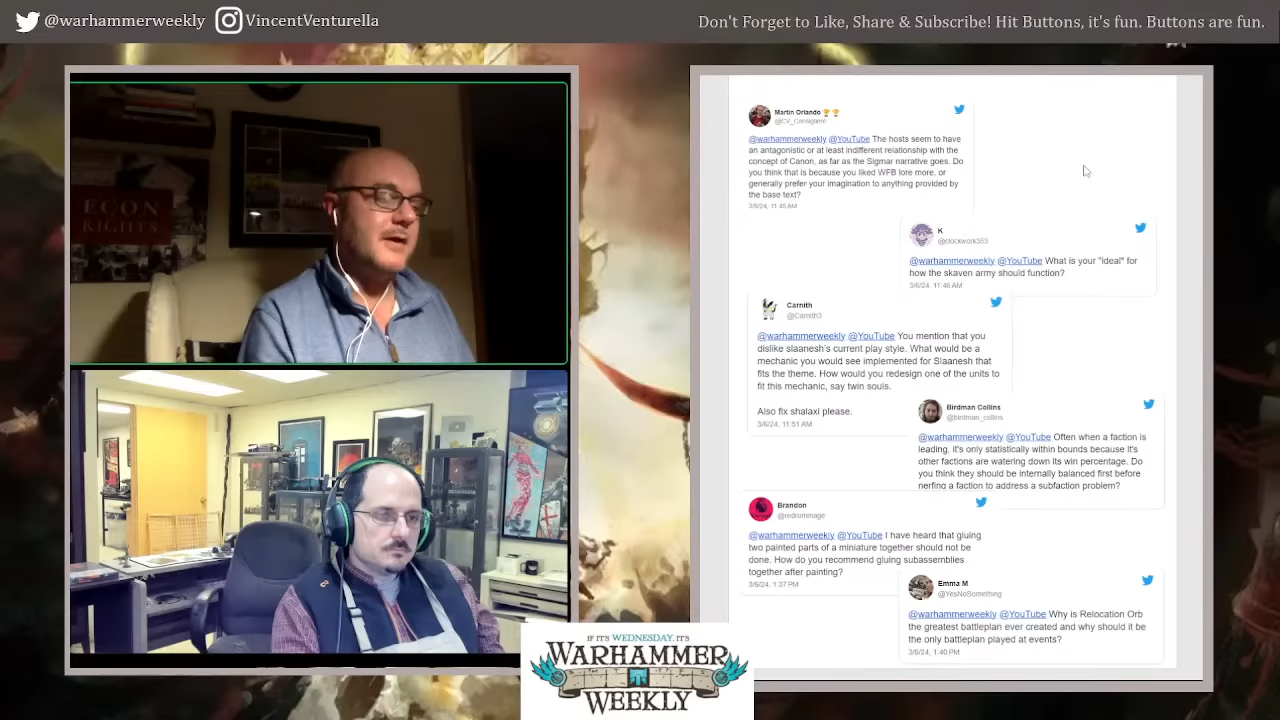 @warhammerweekly
VincentVenturella
Don't Forget to Like, Share & Subscribe! Hit Buttons, it's fun. Buttons are fun.
ECON
RIGHTS
Martin Orlando
@CV_Consigliere
@warhammerweekly @YouTube The hosts seem to have
an antagonistic or at least indifferent relationship with the
concept of Canon, as far as the Sigmar narrative goes. Do
you think that is because you liked WFB lore more, or
generally prefer your imagination to anything provided by
the base text?
3/6/24, 11:45 AM
K
@clockwork353
@warhammerweekly @YouTube What is your "ideal" for
how the skaven army should function?
3/6/24, 11:46 AM
Carnith
@Carnith3
@warhammerweekly @YouTube You mention that you
dislike slaanesh's current play style. What would be a
mechanic you would see implemented for Slaanesh that
fits the theme. How would you redesign one of the units to
fit this mechanic, say twin souls.
Also fix shalaxi please.
3/6/24, 11:51 AM
Birdman Collins
@birdman_collins
@warhammerweekly @YouTube Often when a faction is
leading, it's only statistically within bounds because it's
other factions are watering down its win percentage. Do
you think they should be internally balanced first before
nerfing a faction to address a subfaction problem?
Brandon
@redrummage
@warhammerweekly @YouTube I have heard that gluing
two painted parts of a miniature together should not be
done. How do you recommend gluing subassemblies
together after painting?
3/6/24, 1:37 PM
Emma M
@YesNoSomething
@warhammerweekly @YouTube Why is Relocation Orb
the greatest battleplan ever created and why should it be
the only battleplan played at events?
3/6/24, 1:40 PM
IF IT'S WEDNESDAY, IT'S
WARHAMMER
WEEKLY